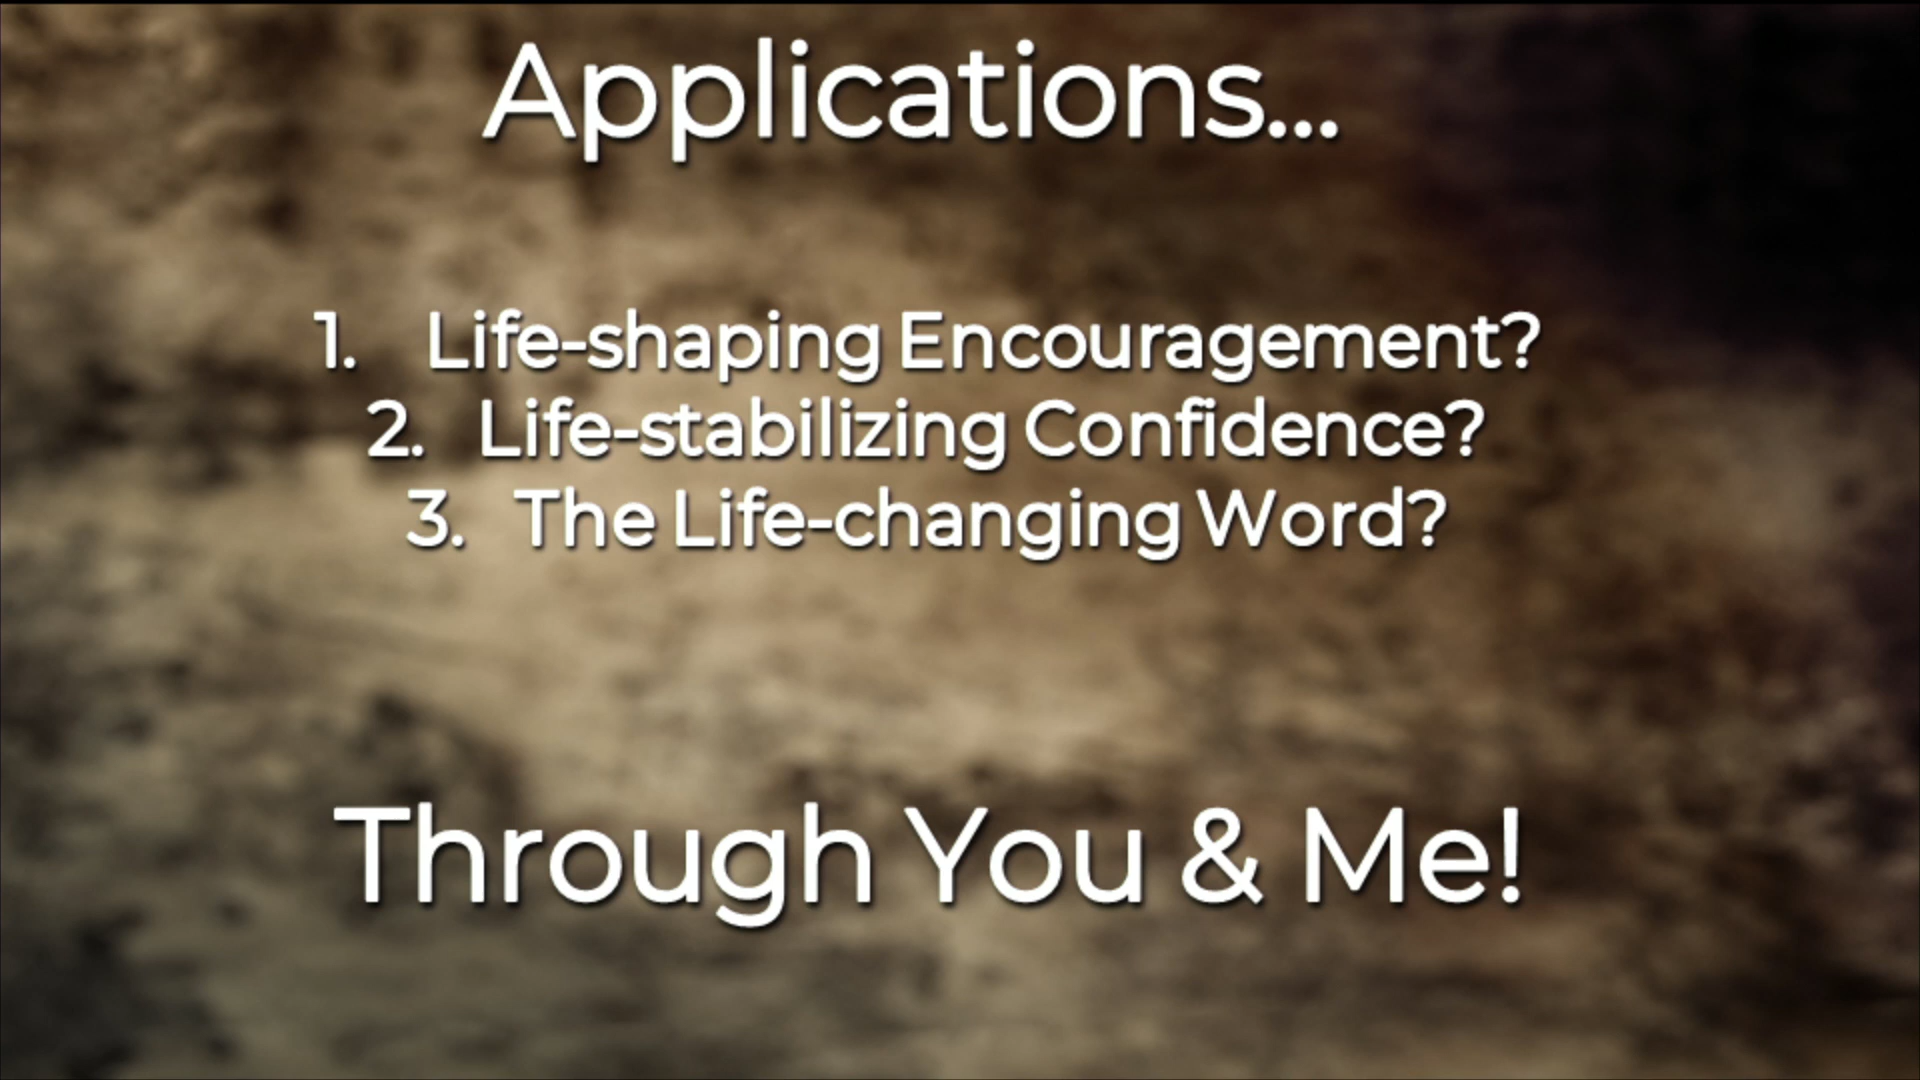 Applications...
1. Life-shaping Encouragement?
2. Life-stabilizing Confidence?
3. The Life-changing Word?
Through You & Me!